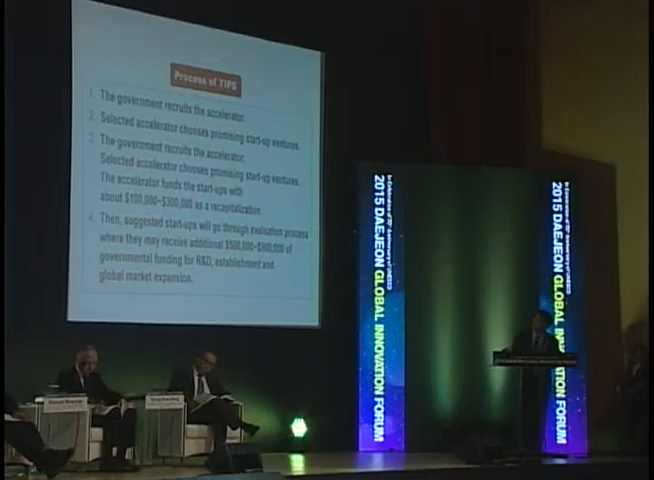 Process of TIPS
1. The government recruits the accelerator.
2. Selected accelerator chooses promising start-up ventures.
3. The government recruits the accelerator.
Selected accelerator chooses promising start-up ventures.
The accelerator funds the start-ups with
about $100,000~$300,000 as a recapitalization.
4. Then, suggested start-ups will go through evaluation process
where they may receive additional $500,000~$900,000 of
governmental funding for R&D, establishment and
global market expansion.
2015 DAEJEON GLOBAL INNOVATION FORUM
2015 DAEJEON GLOBAL INNOVATION FORUM